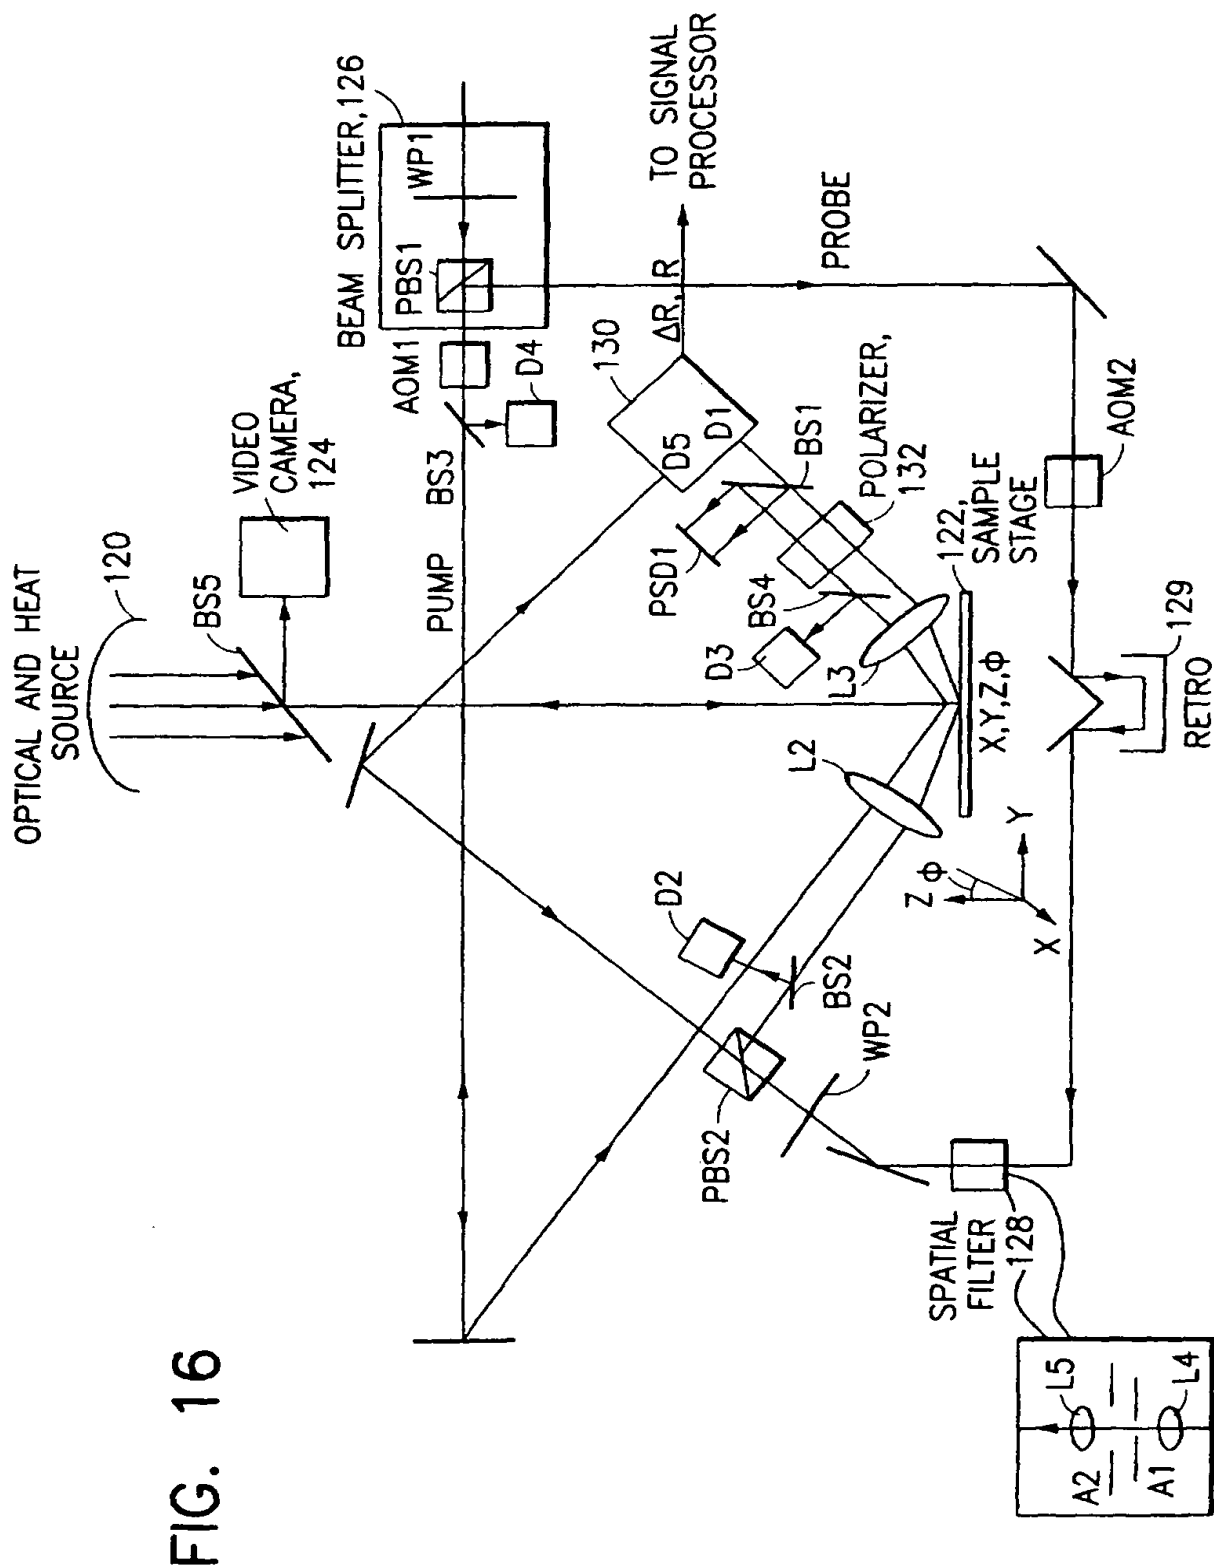 FIG. 16
OPTICAL AND HEAT
SOURCE
120
BS5
VIDEO
CAMERA,
124
BEAM SPLITTER, 126
WP1
PBS1
AOM1
D4
BS3
PUMP
TO SIGNAL
PROCESSOR
ΔR, R
130
D5
D1
BS1
PSD1
POLARIZER,
132
BS4
D3
L3
122,
SAMPLE
STAGE
X,Y,Z,Φ
L2
PROBE
AOM2
129
RETRO
Z
Φ
Y
X
D2
BS2
WP2
PBS2
SPATIAL
FILTER
128
L5
L4
A2
A1